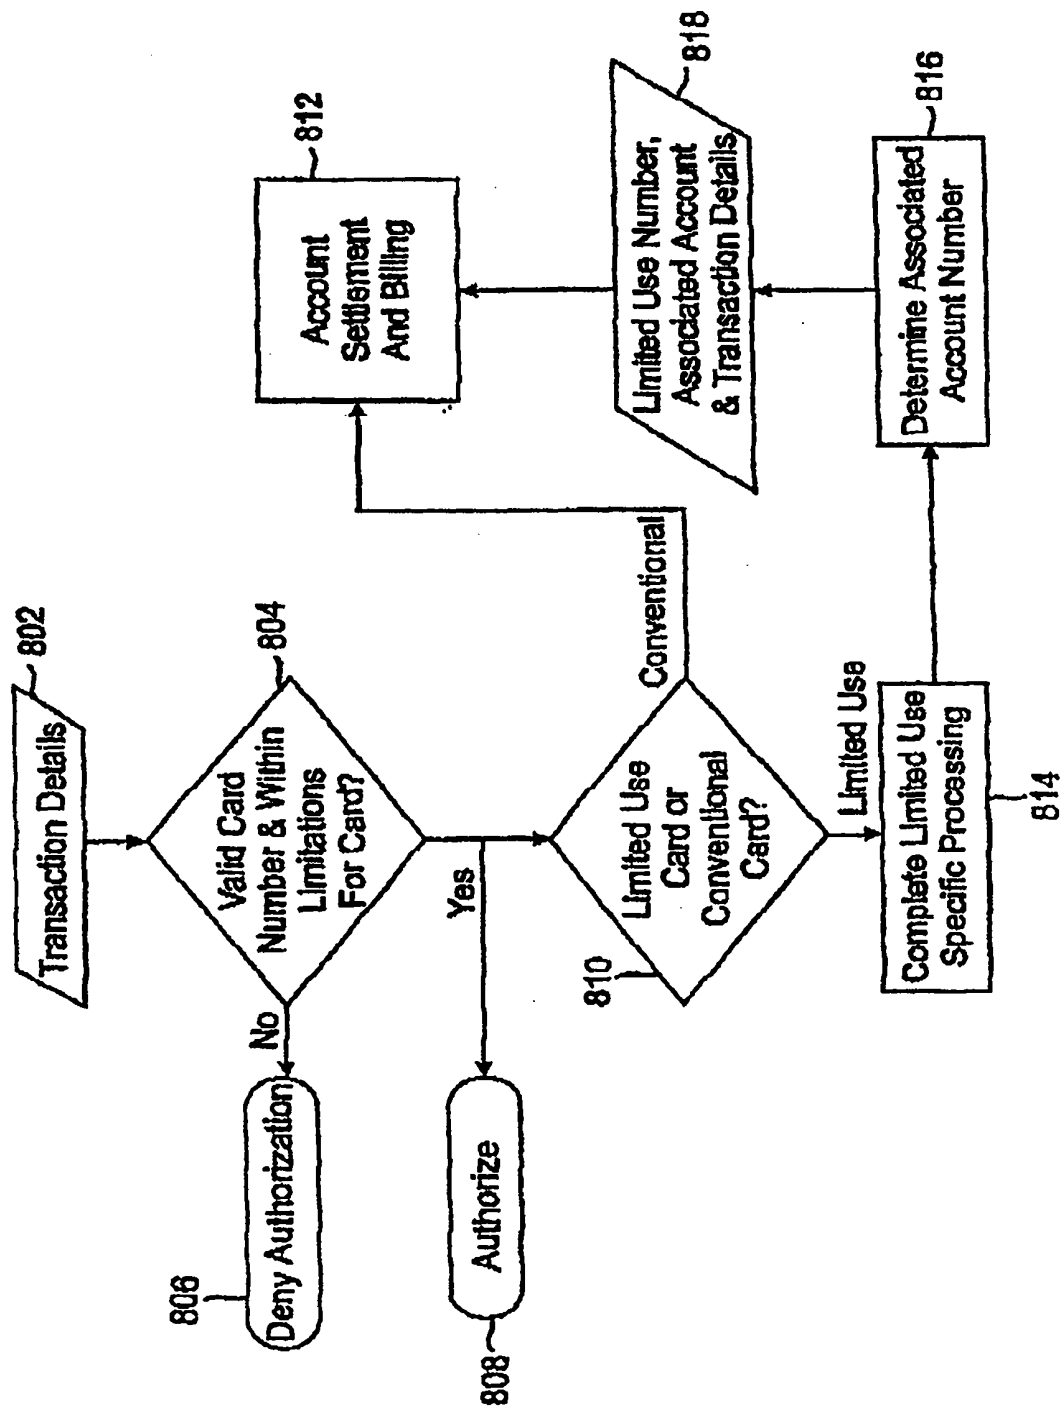 802
Transaction Details
804
Valid Card
Number & Within
Limitations
For Card?
No
806
Deny Authorization
Yes
808
Authorize
810
Limited Use
Card or
Conventional
Card?
Conventional
812
Account
Settlement
And Billing
Limited Use
Complete Limited Use
Specific Processing
814
Determine Associated
Account Number
816
Limited Use Number,
Associated Account
& Transaction Details
818